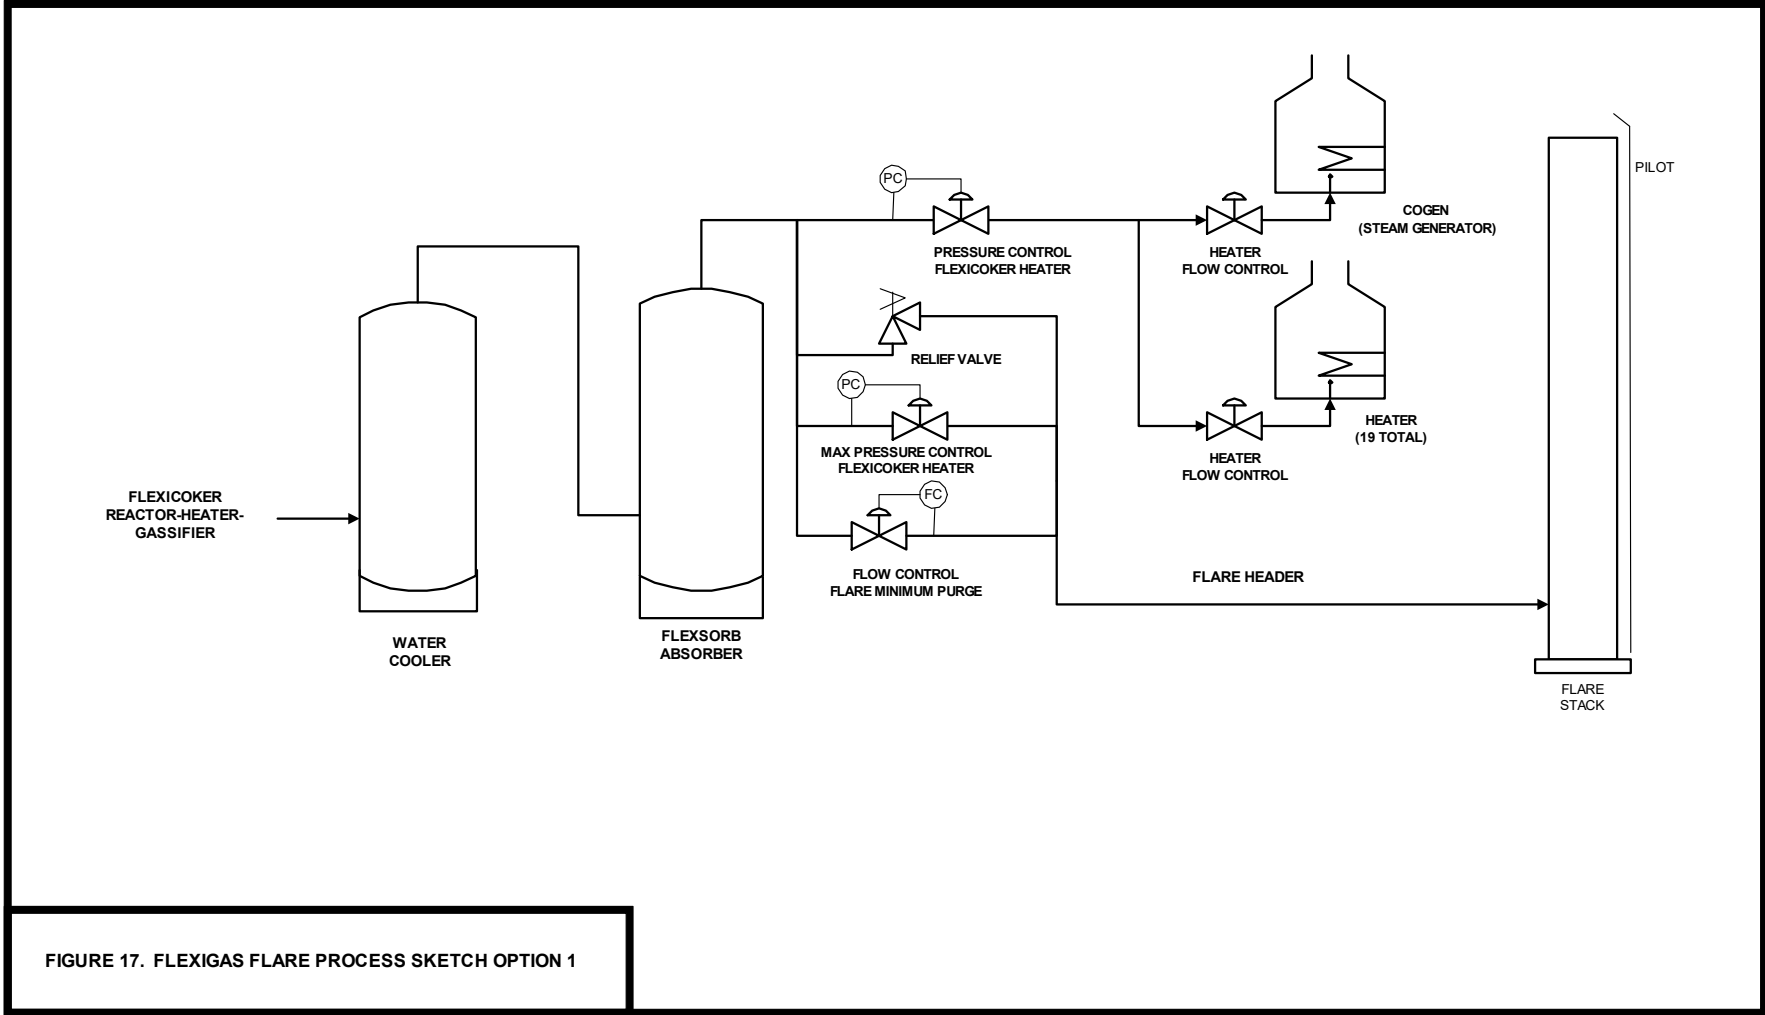 PILOT
PC
COGEN
(STEAM GENERATOR)
PRESSURE CONTROL
FLEXICOKER HEATER
HEATER
FLOW CONTROL
RELIEF VALVE
PC
HEATER
(19 TOTAL)
MAX PRESSURE CONTROL
FLEXICOKER HEATER
HEATER
FLOW CONTROL
FLEXICOKER
REACTOR-HEATER-
GASSIFIER
FC
FLOW CONTROL
FLARE MINIMUM PURGE
FLARE HEADER
WATER
COOLER
FLEXSORB
ABSORBER
FLARE
STACK
FIGURE 17. FLEXIGAS FLARE PROCESS SKETCH OPTION 1